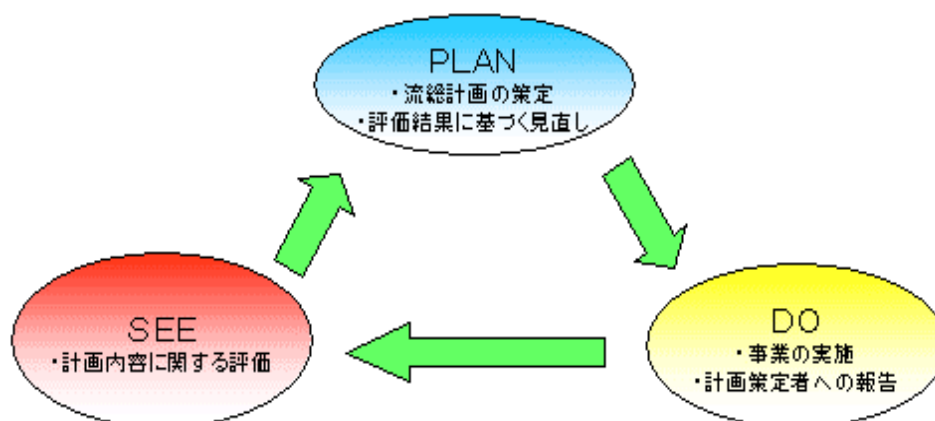 PLAN
・流総計画の策定
・評価結果に基づく見直し
SEE
・計画内容に関する評価
DO
・事業の実施
・計画策定者への報告